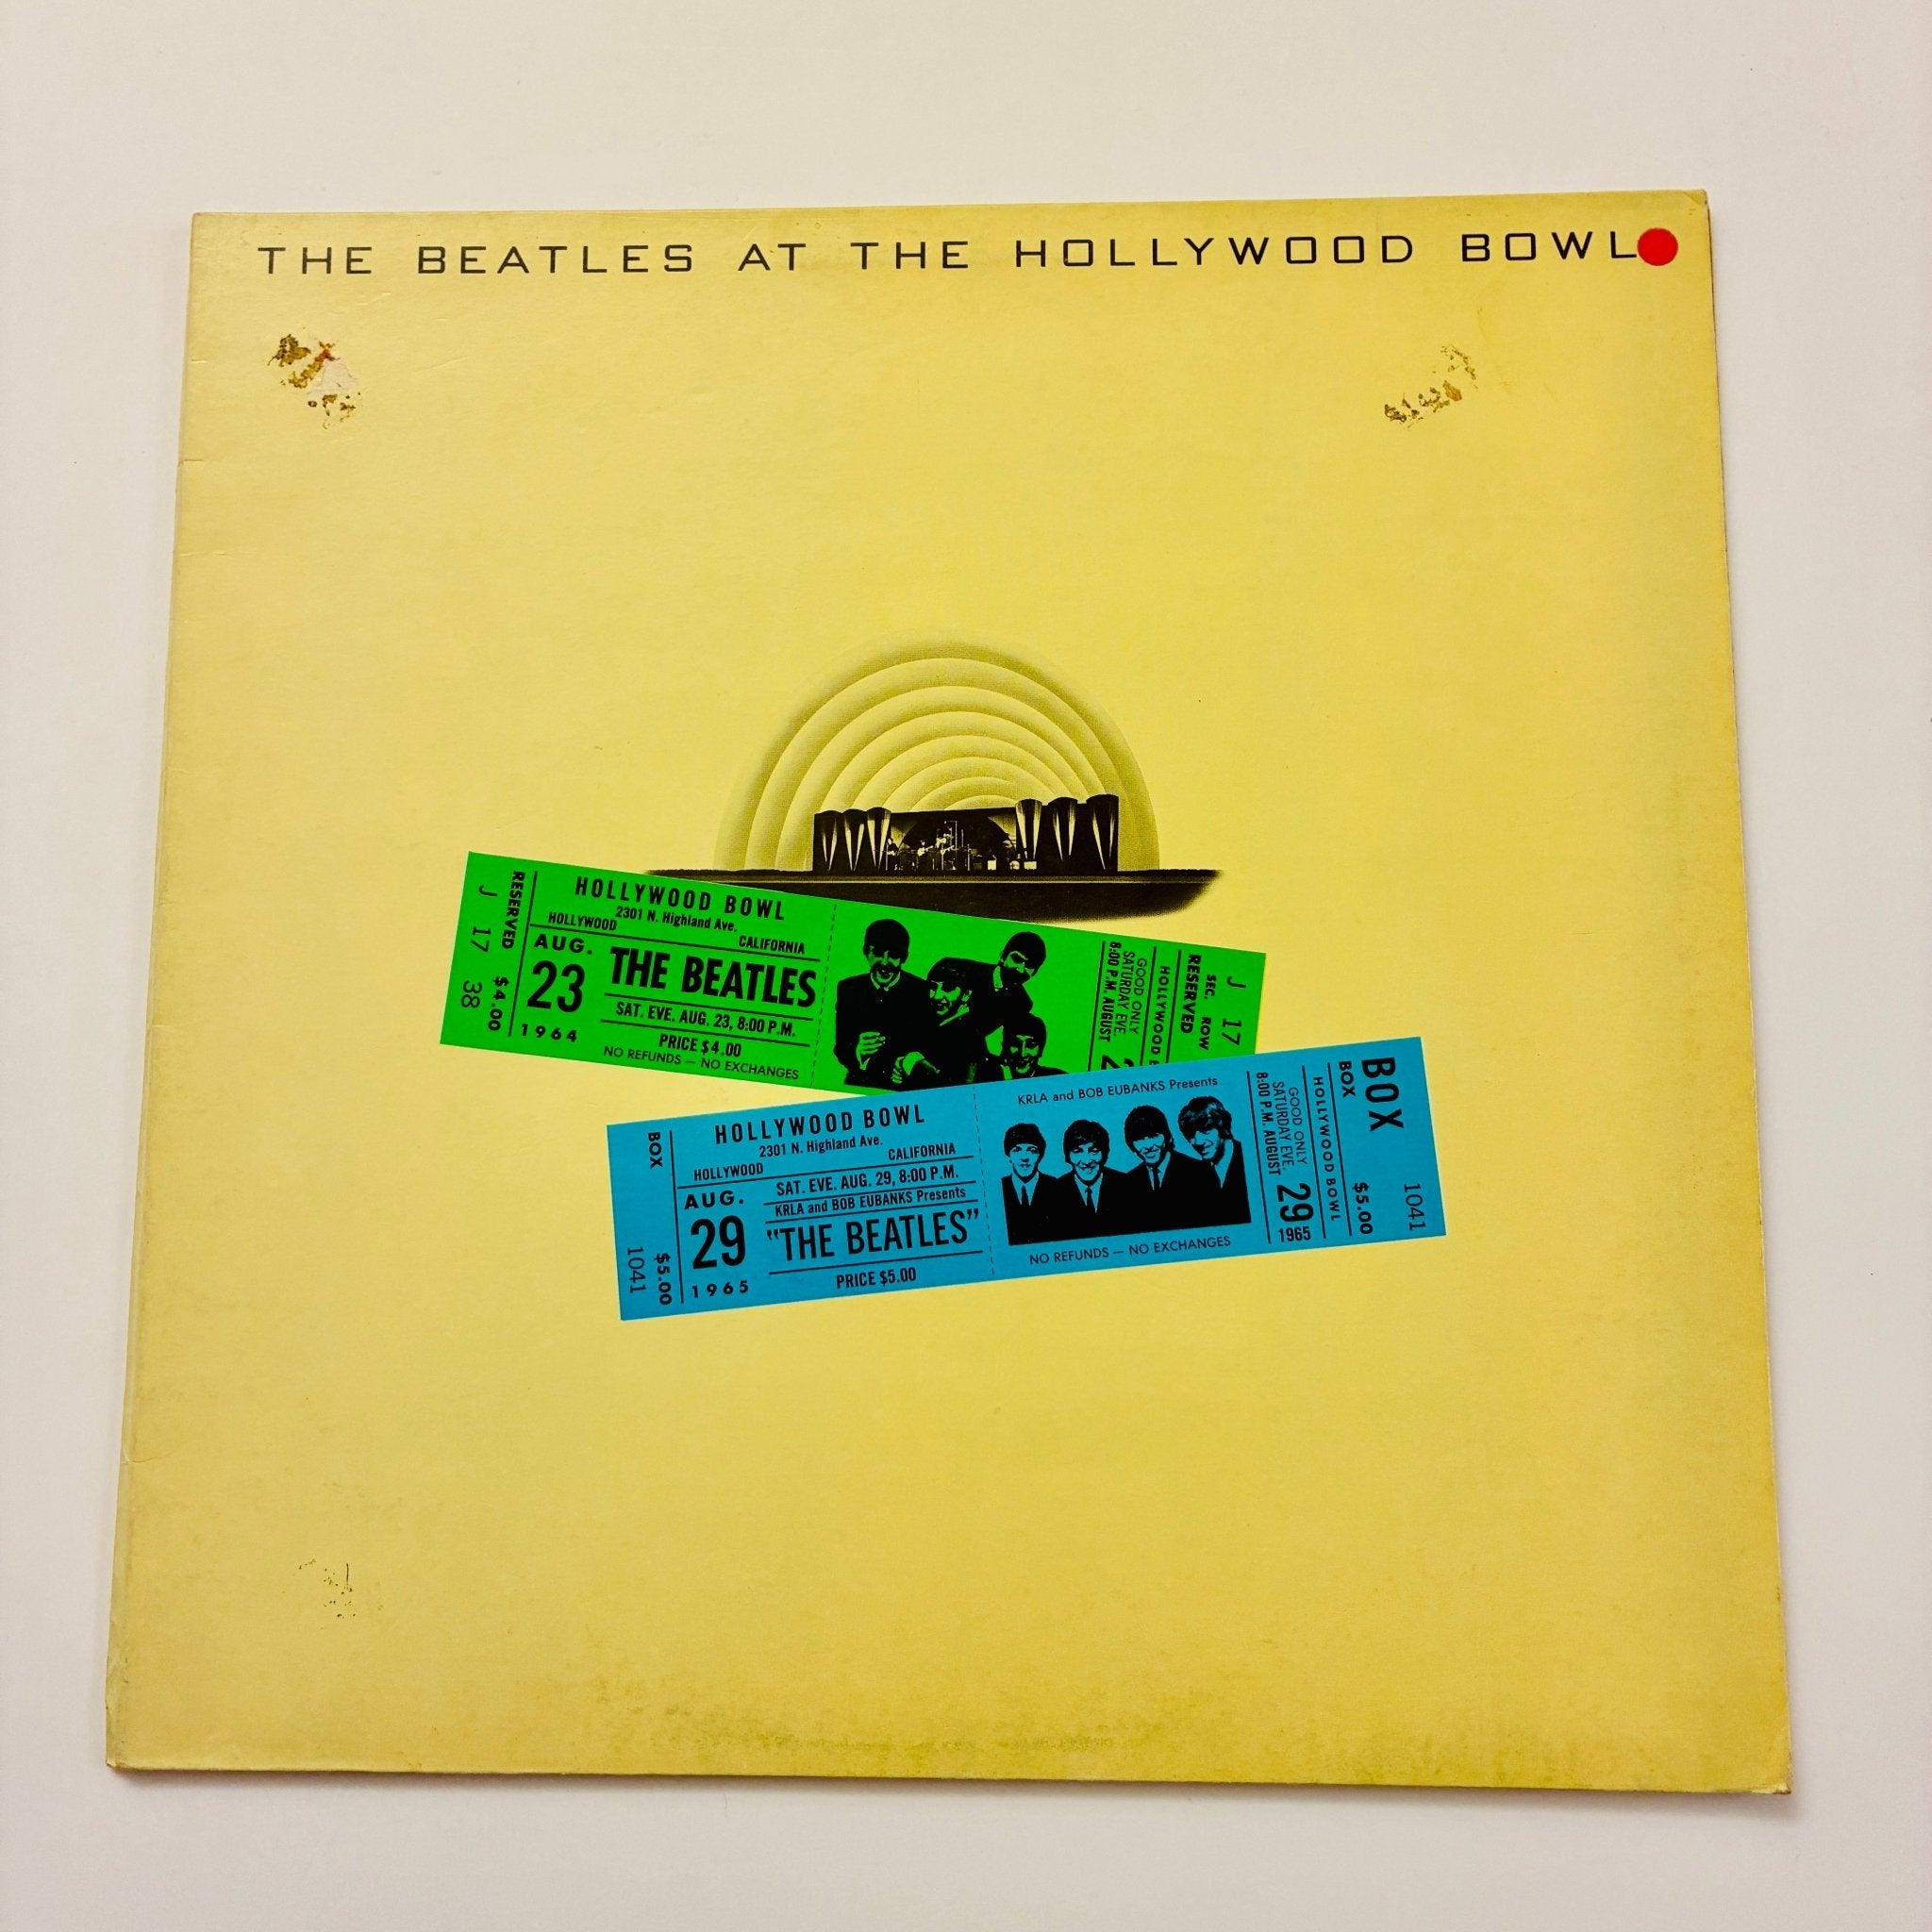 THE BEATLES AT THE HOLLYWOOD BOWL
RESERVED
$4.00
J 17 38
HOLLYWOOD BOWL
2301 N. Highland Ave.
HOLLYWOOD
CALIFORNIA
AUG.
23
1964
THE BEATLES
SAT. EVE. AUG. 23, 8:00 P.M.
PRICE $4.00
NO REFUNDS — NO EXCHANGES
8:00 P.M. AUGUST
SATURDAY EVE.
GOOD ONLY
HOLLYWOOD
RESERVED
SEC. ROW
J 17
BOX
$5.00
1041
HOLLYWOOD BOWL
2301 N. Highland Ave.
HOLLYWOOD
CALIFORNIA
AUG.
29
1965
SAT. EVE. AUG. 29, 8:00 P.M.
KRLA and BOB EUBANKS Presents
"THE BEATLES"
PRICE $5.00
KRLA and BOB EUBANKS Presents
NO REFUNDS — NO EXCHANGES
8:00 P.M. AUGUST
SATURDAY EVE.
GOOD ONLY
29
1965
HOLLYWOOD BOWL
BOX
$5.00
BOX
1041